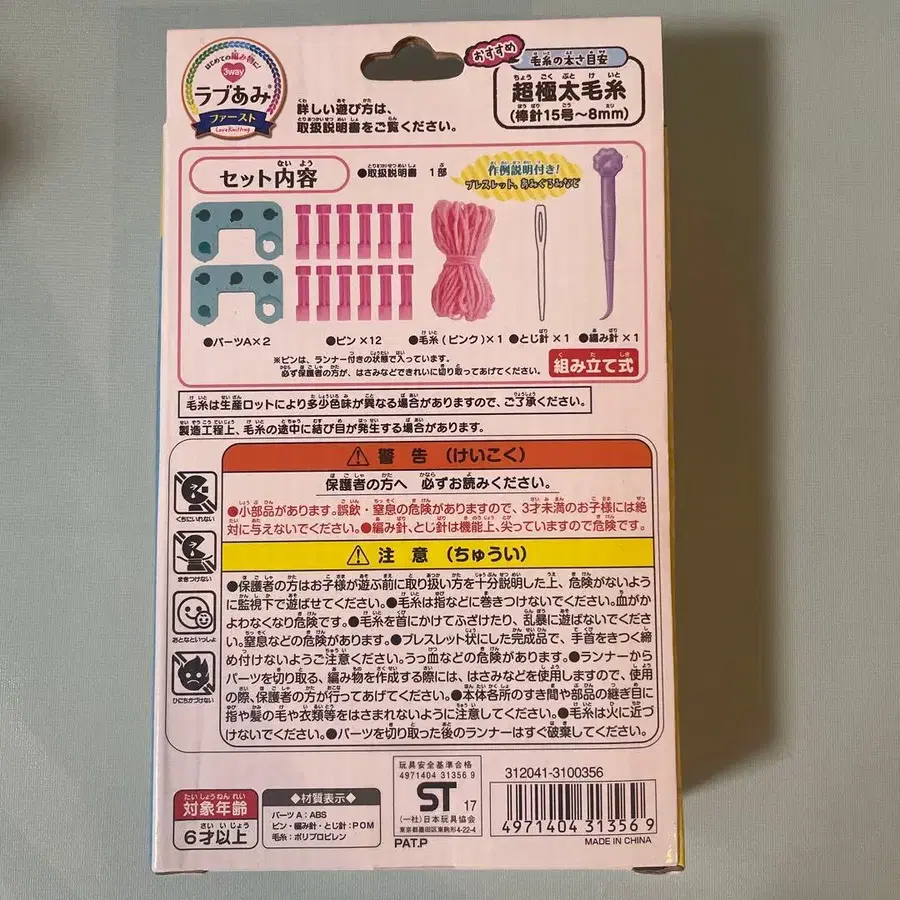 はじめての編み物に!
3way
ラブあみ
ファースト
LoveKnitting
詳しい遊び方は、
取扱説明書をご覧ください。
おすすめ
毛糸の太さ目安
超極太毛糸
(棒針15号〜8mm)
セット内容
●取扱説明書 1部
作例説明付き!
ブレスレット、あみぐるみなど
●パーツA×2
●ピン×12
●毛糸(ピンク)×1
●とじ針×1
●編み針×1
※ピンは、ランナー付きの状態で入っています。
必ず保護者の方が、はさみなどできれいに切り取ってあげてください。
組み立て式
毛糸は生産ロットにより多少色味が異なる場合がありますので、ご了承ください。
製造工程上、毛糸の途中に結び目が発生する場合があります。
警告(けいこく)
保護者の方へ 必ずお読みください。
●小部品があります。誤飲・窒息の危険がありますので、3才未満のお子様には絶
対に与えないでください。●編み針、とじ針は機能上、尖っていますので危険です。
注意(ちゅうい)
●保護者の方はお子様が遊ぶ前に取り扱い方を十分説明した上、危険がないよう
に監視下で遊ばせてください。●毛糸は指などに巻きつけないでください。血がか
よわなくなり危険です。●毛糸を首にかけてふざけたり、乱暴に遊ばないでくださ
い。窒息などの危険があります。●ブレスレット状にした完成品で、手首をきつく締
め付けないようご注意ください。うっ血などの危険があります。●ランナーから
パーツを切り取る、編み物を作成する際には、はさみなどを使用しますので、使用
の際、保護者の方が行ってあげてください。●本体各所のすき間や部品の継ぎ目に
指や髪の毛や衣類等をはさまれないように注意してください。●毛糸は火に近づ
けないでください。●パーツを切り取った後のランナーはすぐ破棄してください。
くちにいれない
まきつけない
おとなといっしょ
ひにちかづけない
対象年齢
6才以上
◆材質表示◆
パーツA:ABS
ピン・編み針・とじ針:POM
毛糸:ポリプロピレン
玩具安全基準合格
4971404 31356 9
ST 17
(一社)日本玩具協会
東京都墨田区東駒形4-22-4
PAT.P
312041-3100356
4971404 313569
MADE IN CHINA